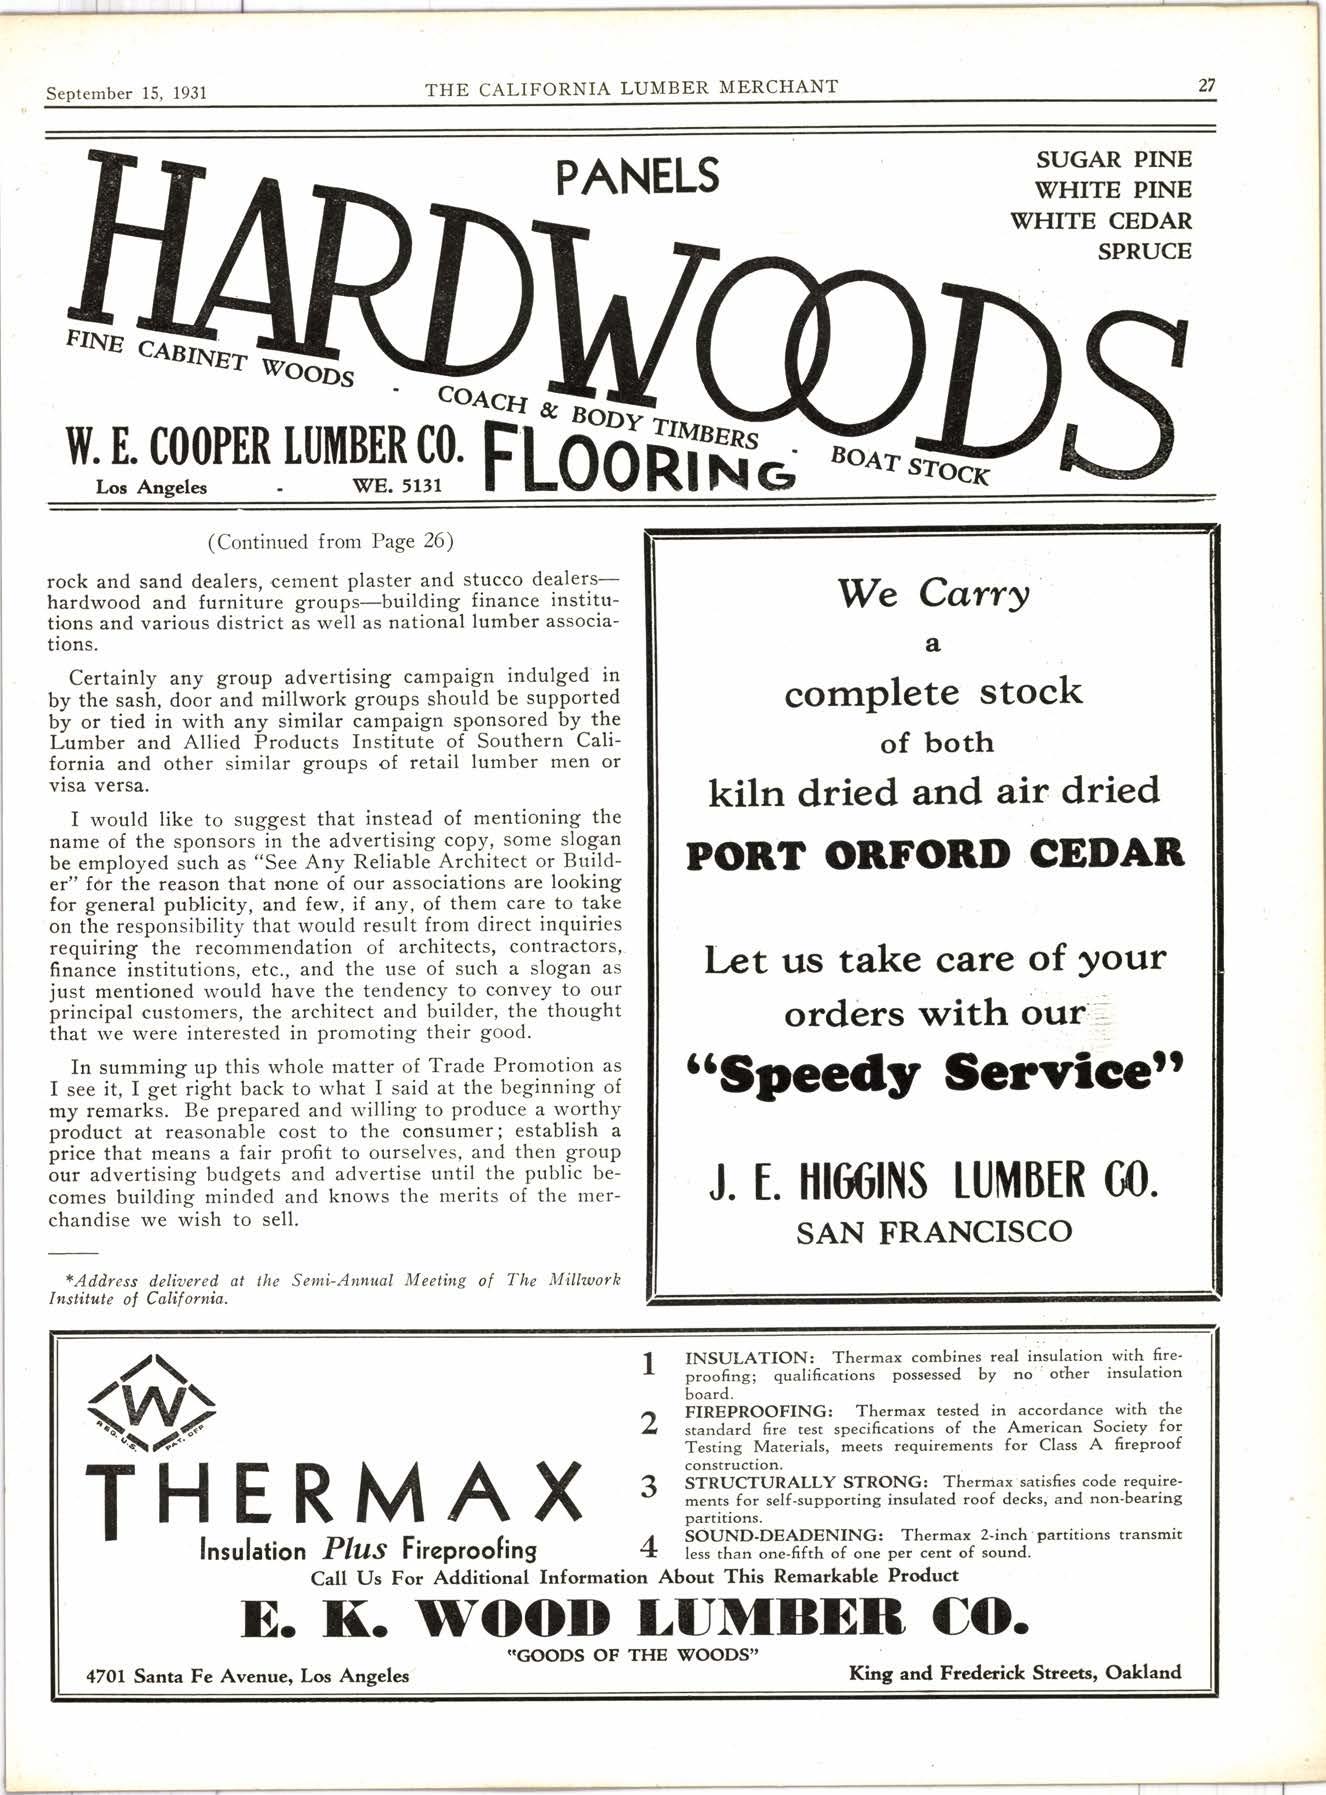 September 15, 1931
THE CALIFORNIA LUMBER MERCHANT
27
PANELS
SUGAR PINE
WHITE PINE
WHITE CEDAR
SPRUCE
HARDWOODS
FINE CABINET WOODS - COACH & BODY TIMBERS - BOAT STOCK
W. E. COOPER LUMBER CO.
Los Angeles - WE. 5131
FLOORING
(Continued from Page 26)
rock and sand dealers, cement plaster and stucco dealers—
hardwood and furniture groups—building finance institu-
tions and various district as well as national lumber associa-
tions.
Certainly any group advertising campaign indulged in
by the sash, door and millwork groups should be supported
by or tied in with any similar campaign sponsored by the
Lumber and Allied Products Institute of Southern Cali-
fornia and other similar groups of retail lumber men or
visa versa.
I would like to suggest that instead of mentioning the
name of the sponsors in the advertising copy, some slogan
be employed such as "See Any Reliable Architect or Build-
er" for the reason that none of our associations are looking
for general publicity, and few, if any, of them care to take
on the responsibility that would result from direct inquiries
requiring the recommendation of architects, contractors,
finance institutions, etc., and the use of such a slogan as
just mentioned would have the tendency to convey to our
principal customers, the architect and builder, the thought
that we were interested in promoting their good.
In summing up this whole matter of Trade Promotion as
I see it, I get right back to what I said at the beginning of
my remarks. Be prepared and willing to produce a worthy
product at reasonable cost to the consumer; establish a
price that means a fair profit to ourselves, and then group
our advertising budgets and advertise until the public be-
comes building minded and knows the merits of the mer-
chandise we wish to sell.
*Address delivered at the Semi-Annual Meeting of The Millwork
Institute of California.
We Carry
a
complete stock
of both
kiln dried and air dried
PORT ORFORD CEDAR
Let us take care of your
orders with our
"Speedy Service"
J. E. HIGGINS LUMBER CO.
SAN FRANCISCO
W
REG. U.S. PAT. OFF.
THERMAX
Insulation Plus Fireproofing
1 INSULATION: Thermax combines real insulation with fire-
proofing; qualifications possessed by no other insulation
board.
2 FIREPROOFING: Thermax tested in accordance with the
standard fire test specifications of the American Society for
Testing Materials, meets requirements for Class A fireproof
construction.
3 STRUCTURALLY STRONG: Thermax satisfies code require-
ments for self-supporting insulated roof decks, and non-bearing
partitions.
4 SOUND-DEADENING: Thermax 2-inch partitions transmit
less than one-fifth of one per cent of sound.
Call Us For Additional Information About This Remarkable Product
E. K. WOOD LUMBER CO.
"GOODS OF THE WOODS"
4701 Santa Fe Avenue, Los Angeles
King and Frederick Streets, Oakland